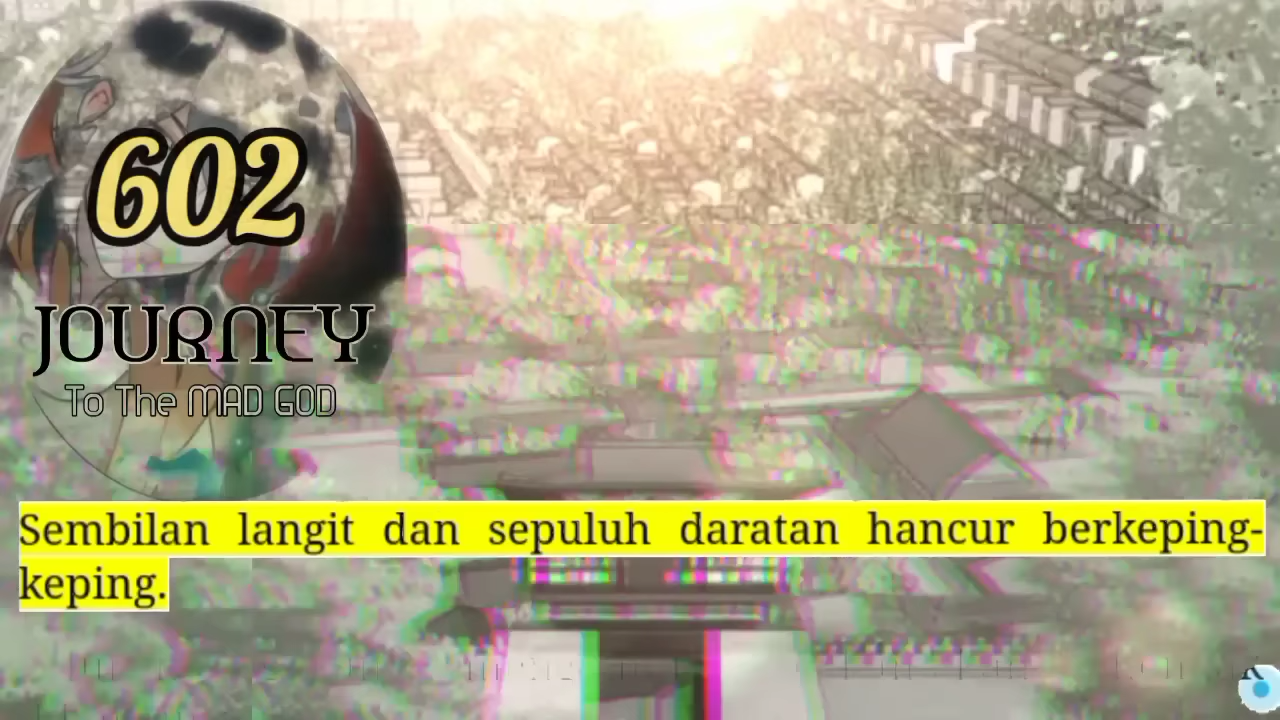 602
JOURNEY
To The MAD GOD
Sembilan langit dan sepuluh daratan hancur berkeping-
keping.